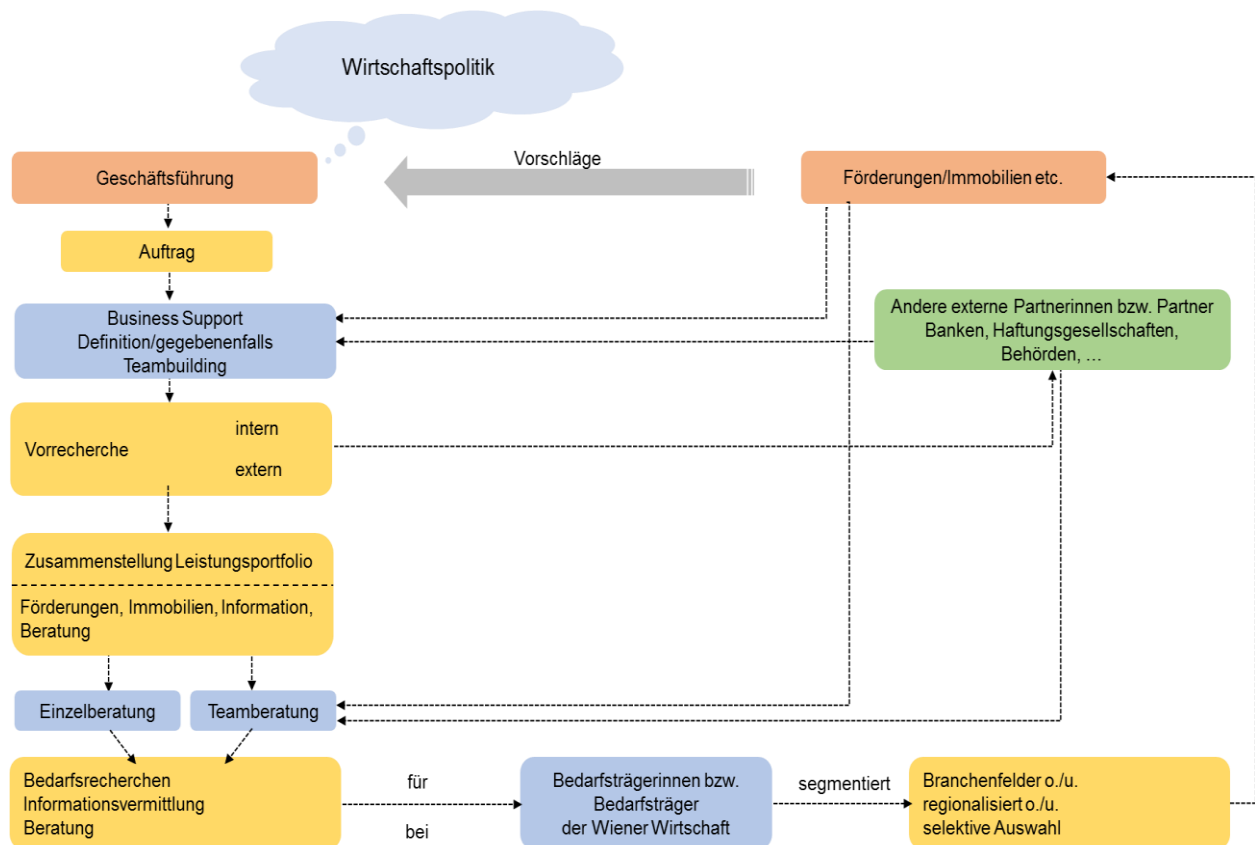 Wirtschaftspolitik
Geschäftsführung
Vorschläge
Förderungen/Immobilien etc.
Auftrag
Business Support
Definition/gegebenenfalls
Teambuilding
Andere externe Partnerinnen bzw. Partner
Banken, Haftungsgesellschaften,
Behörden, …
Vorrecherche
intern
extern
Zusammenstellung Leistungsportfolio
Förderungen, Immobilien, Information,
Beratung
Einzelberatung
Teamberatung
Bedarfsrecherchen
Informationsvermittlung
Beratung
für
bei
Bedarfsträgerinnen bzw.
Bedarfsträger
der Wiener Wirtschaft
segmentiert
Branchenfelder o./u.
regionalisiert o./u.
selektive Auswahl